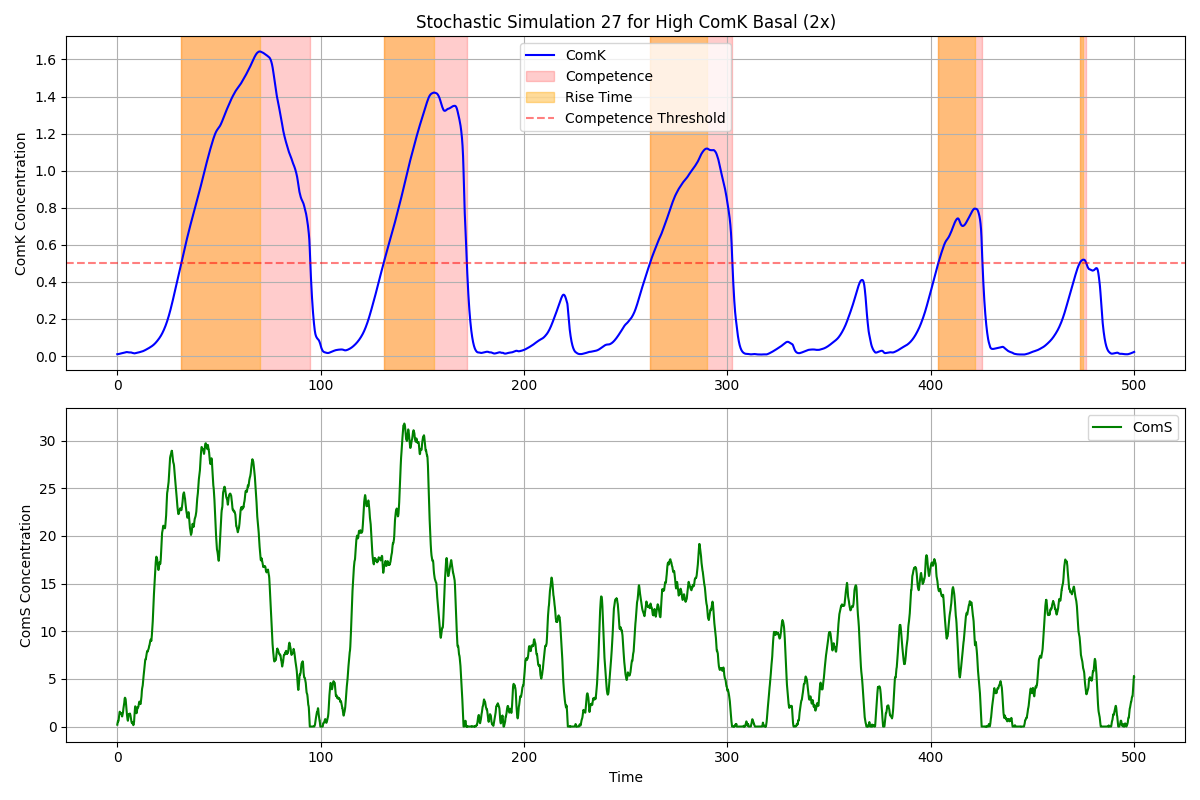 Stochastic Simulation 27 for High ComK Basal (2x)
ComK Concentration
1.6
1.4
1.2
1.0
0.8
0.6
0.4
0.2
0.0
ComK
Competence
Rise Time
Competence Threshold
0 100 200 300 400 500
ComS Concentration
30
25
20
15
10
5
0
ComS
0 100 200 300 400 500
Time